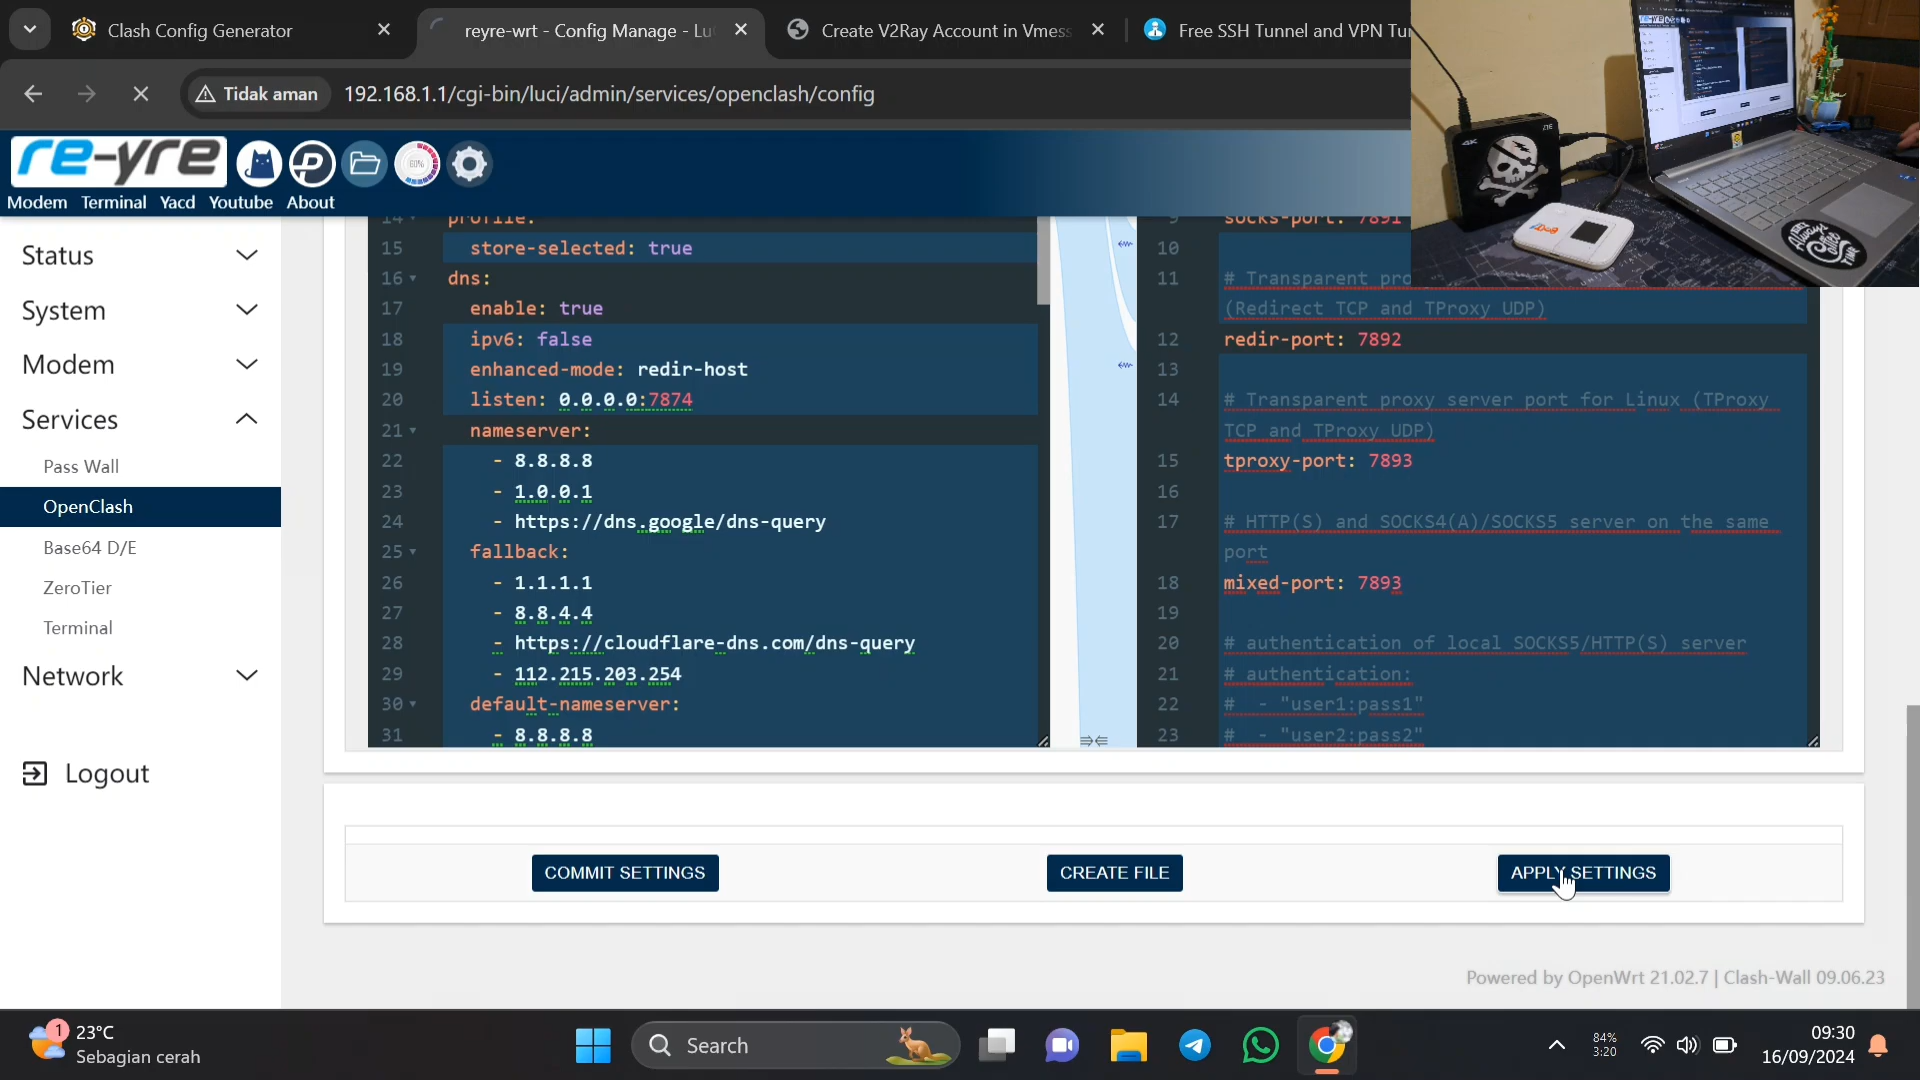 Clash Config Generator
reyre-wrt - Config Manage - Lu
Create V2Ray Account in Vmess
Free SSH Tunnel and VPN Tu
Tidak aman
192.168.1.1/cgi-bin/luci/admin/services/openclash/config
re-yre
60%
Modem Terminal Yacd Youtube About
Status
System
Modem
Services
Pass Wall
OpenClash
Base64 D/E
ZeroTier
Terminal
Network
Logout
14 profile:
15 store-selected: true
16 dns:
17 enable: true
18 ipv6: false
19 enhanced-mode: redir-host
20 listen: 0.0.0.0:7874
21 nameserver:
22 - 8.8.8.8
23 - 1.0.0.1
24 - https://dns.google/dns-query
25 fallback:
26 - 1.1.1.1
27 - 8.8.4.4
28 - https://cloudflare-dns.com/dns-query
29 - 112.215.203.254
30 default-nameserver:
31 - 8.8.8.8
9 socks-port: 7891
10
11 # Transparent pro
(Redirect TCP and TProxy UDP)
12 redir-port: 7892
13
14 # Transparent proxy server port for Linux (TProxy
TCP and TProxy UDP)
15 tproxy-port: 7893
16
17 # HTTP(S) and SOCKS4(A)/SOCKS5 server on the same
port
18 mixed-port: 7893
19
20 # authentication of local SOCKS5/HTTP(S) server
21 # authentication:
22 # - "user1:pass1"
23 # - "user2:pass2"
COMMIT SETTINGS
CREATE FILE
APPLY SETTINGS
Powered by OpenWrt 21.02.7 | Clash-Wall 09.06.23
4K
ZTE
1
23°C
Sebagian cerah
Search
84%
3:20
09:30
16/09/2024